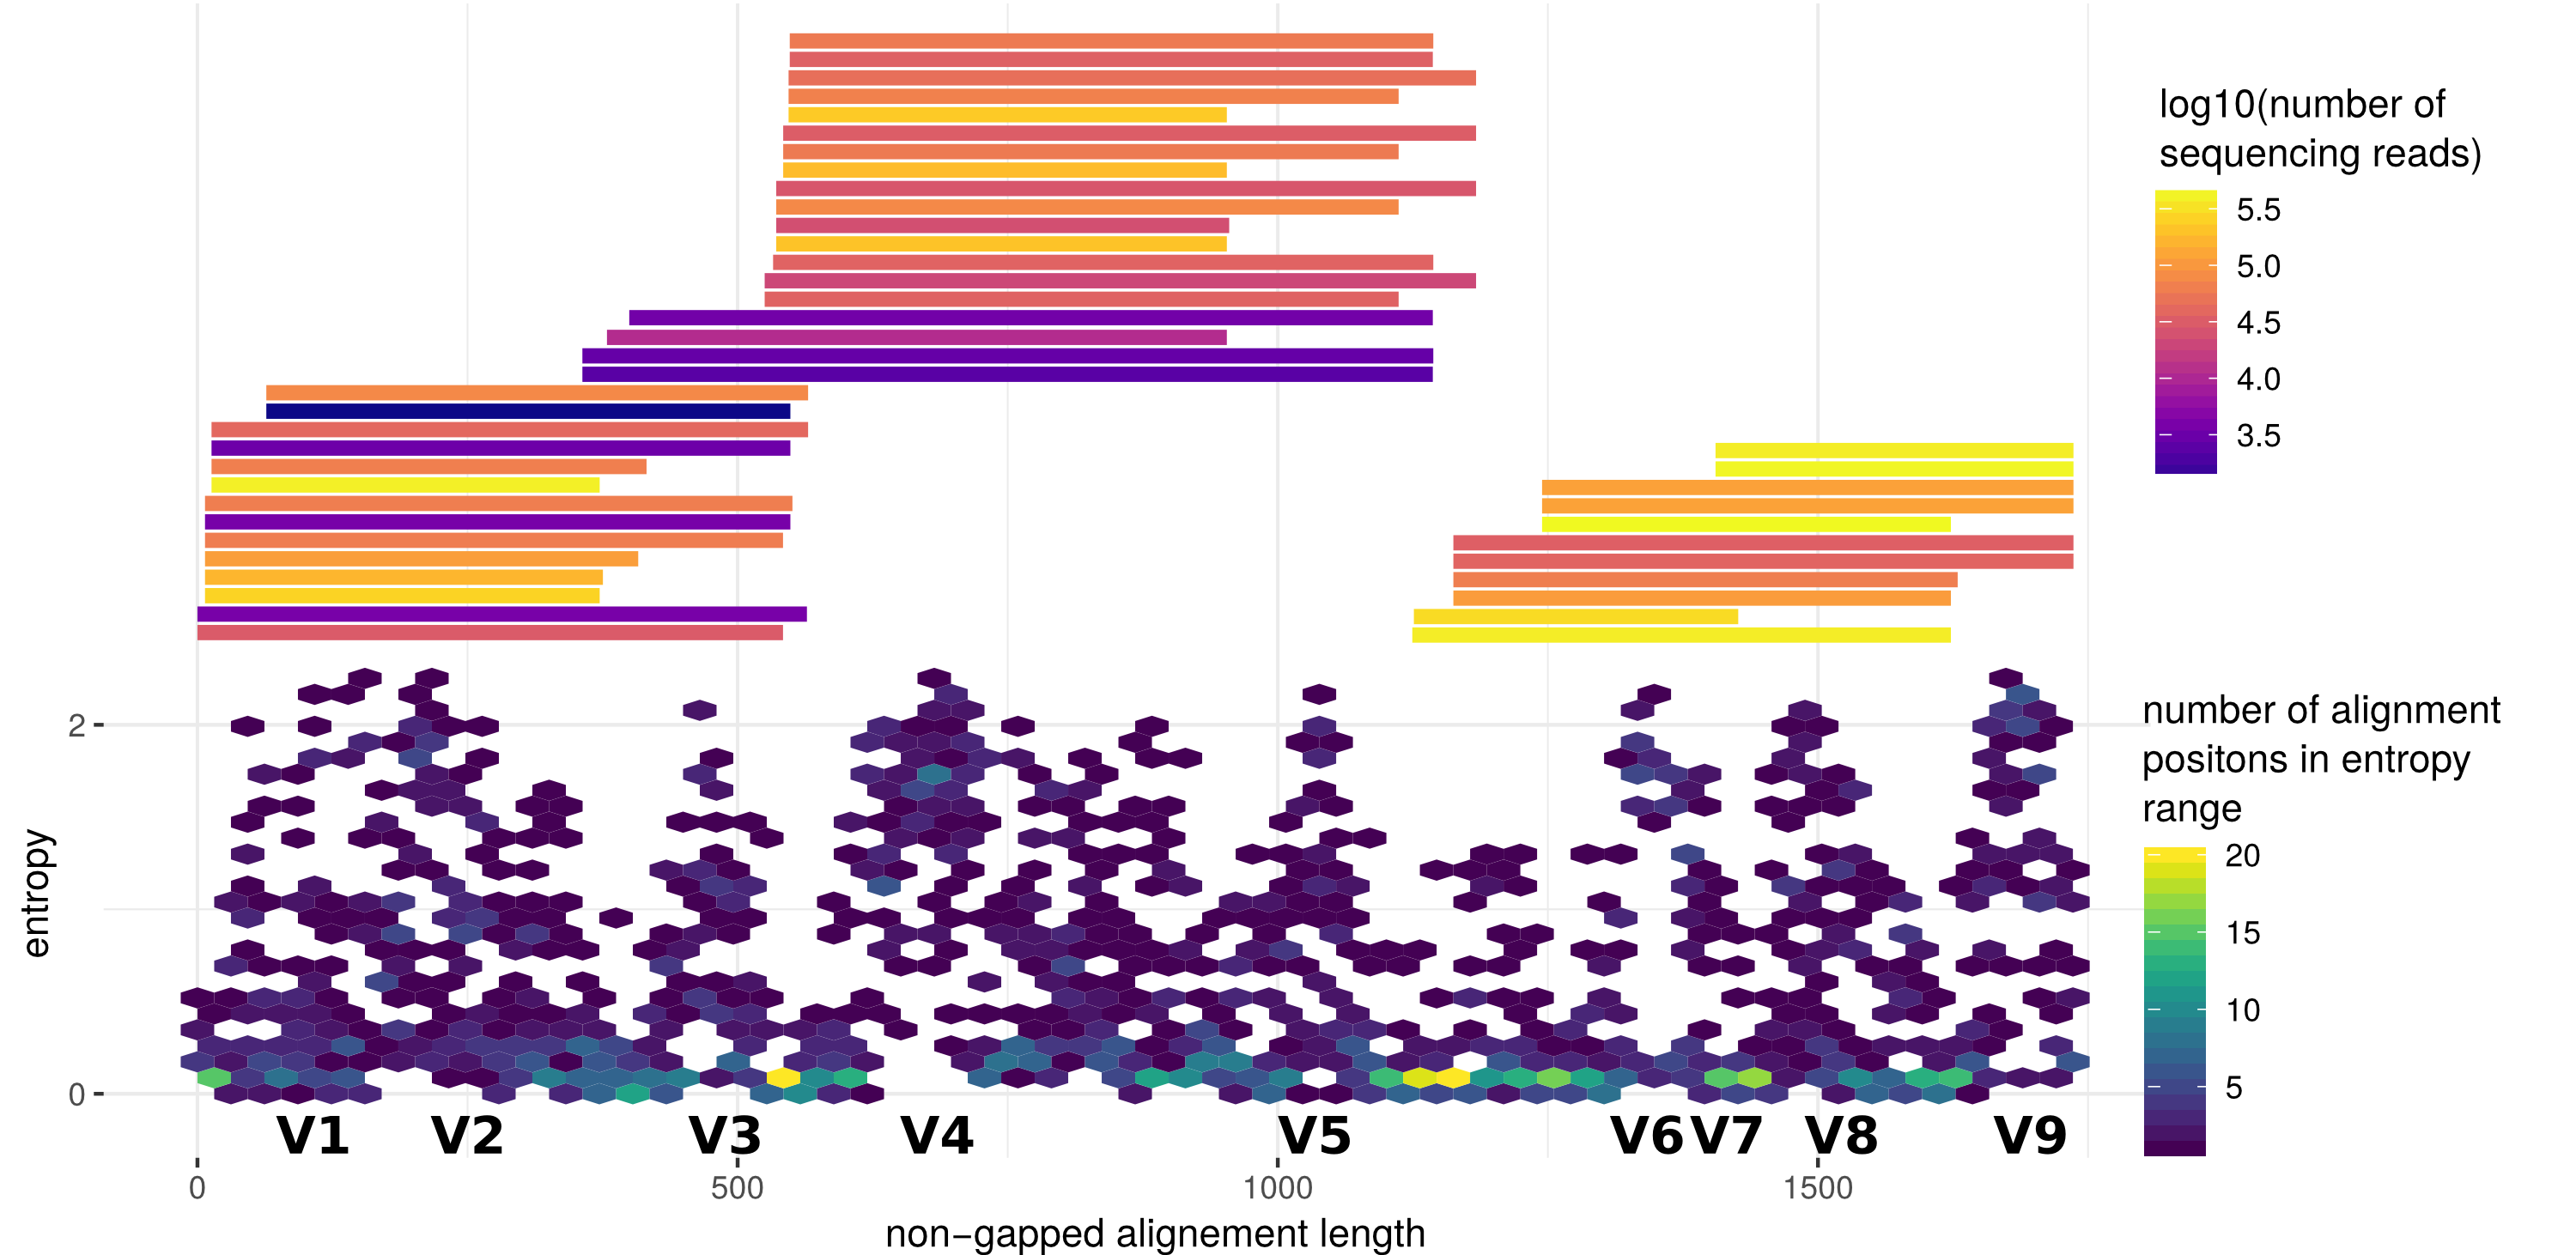 log10(number of
sequencing reads)
5.5
5.0
4.5
4.0
3.5
number of alignment
positons in entropy
range
20
15
10
5
entropy
2
0
V1 V2 V3 V4 V5 V6 V7 V8 V9
0 500 1000 1500
non-gapped alignement length